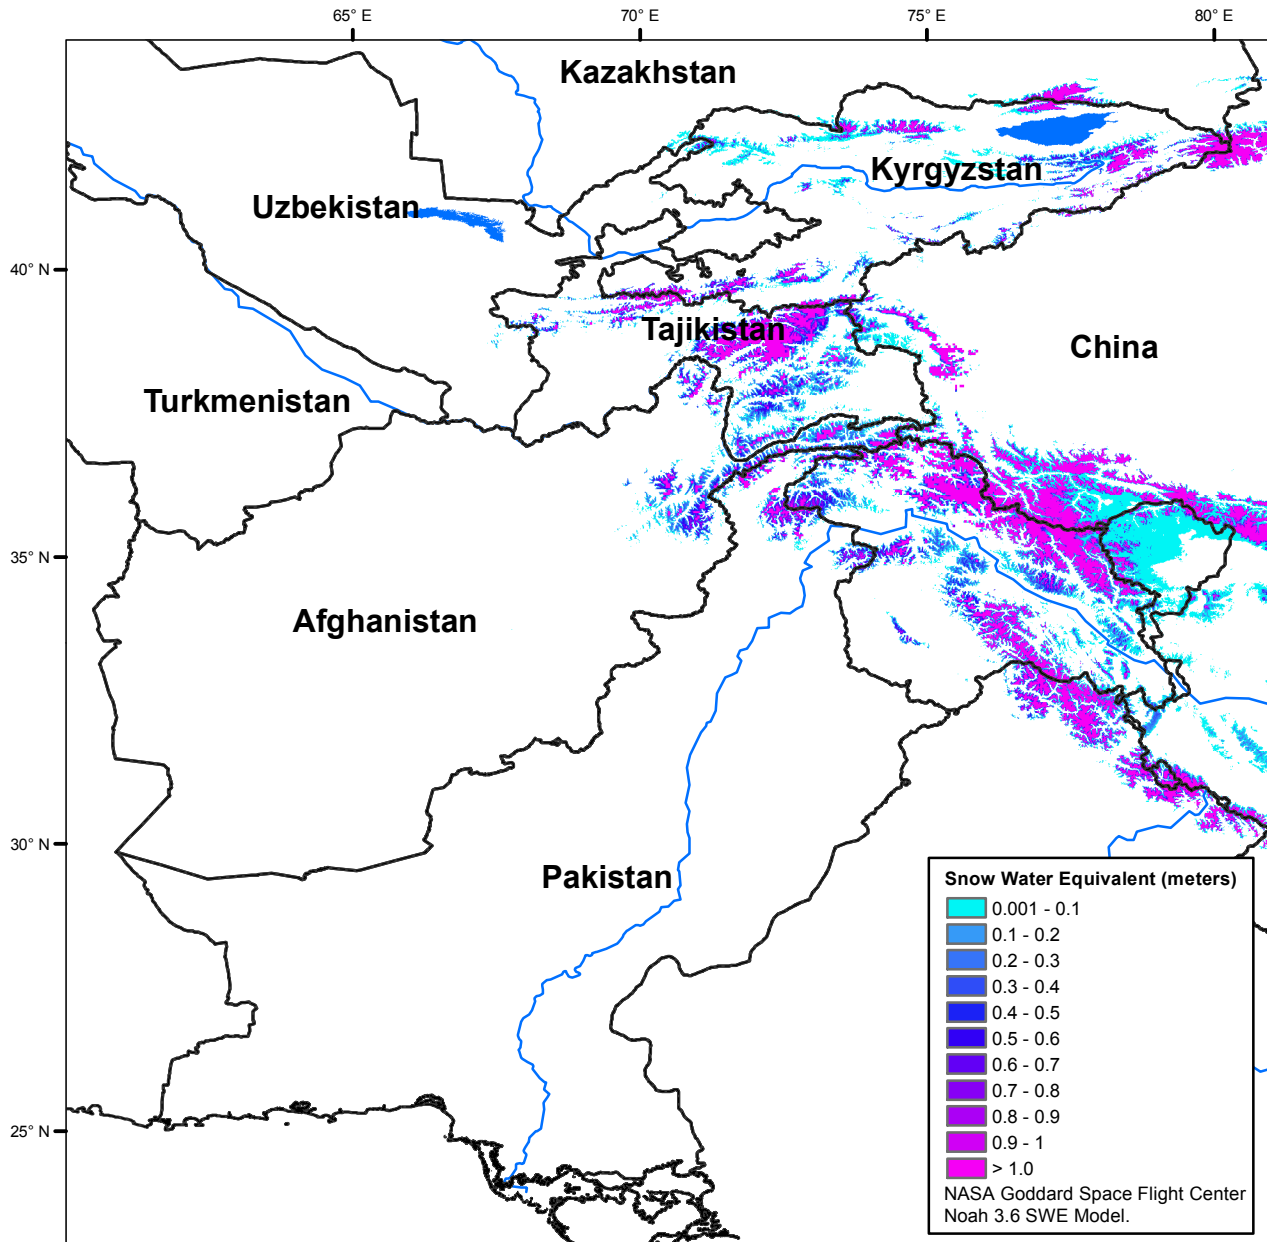 65° E
70° E
75° E
80° E
Kazakhstan
Kyrgyzstan
Uzbekistan
40° N
Tajikistan
China
Turkmenistan
35° N
Afghanistan
30° N
Pakistan
25° N
Snow Water Equivalent (meters)
0.001 - 0.1
0.1 - 0.2
0.2 - 0.3
0.3 - 0.4
0.4 - 0.5
0.5 - 0.6
0.6 - 0.7
0.7 - 0.8
0.8 - 0.9
0.9 - 1
> 1.0
NASA Goddard Space Flight Center
Noah 3.6 SWE Model.